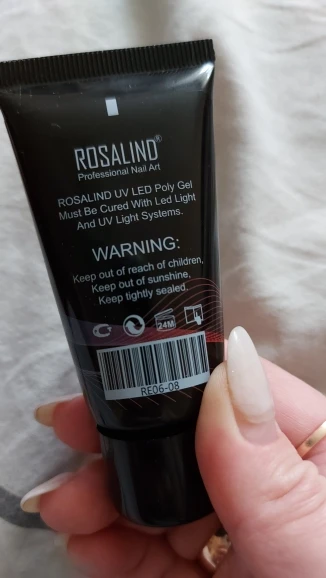 ROSALIND®
Professional Nail Art
ROSALIND UV LED Poly Gel
Must Be Cured With Led Light
And UV Light Systems.
WARNING:
Keep out of reach of children,
Keep out of sunshine,
Keep tightly sealed.
24M
RE06-08